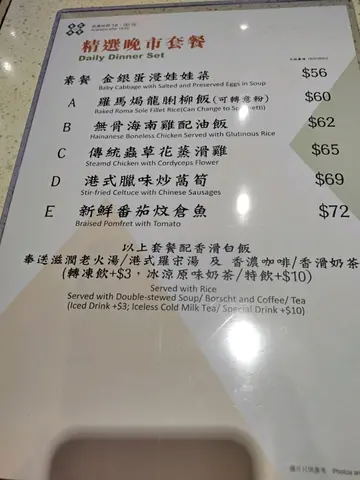 精選晚市套餐
Daily Dinner Set
素餐 金銀蛋浸娃娃菜 $56
Baby Cabbage with Salted and Preserved Eggs in Soup
A 羅馬焗龍脷柳飯(可轉意粉) $60
Baked Roma Sole Fillet Rice(Can Change to Spaghetti)
B 無骨海南雞配油飯 $62
Hainanese Boneless Chicken Served with Glutinous Rice
C 傳統蟲草花蒸滑雞 $65
Steamd Chicken with Cordyceps Flower
D 港式臘味炒萵筍 $69
Stir-fried Celtuce with Chinese Sausages
E 新鮮番茄炆倉魚 $72
Braised Pomfret with Tomato
以上套餐配香滑白飯
奉送滋潤老火湯/港式羅宋湯 及 香濃咖啡/香滑奶茶
(轉凍飲+$3，冰涼原味奶茶/特飲+$10)
Served with Rice
Served with Double-stewed Soup/ Borscht and Coffee/ Tea
(Iced Drink +$3; Iceless Cold Milk Tea/ Special Drink +$10)
圖片只供參考 Photos a